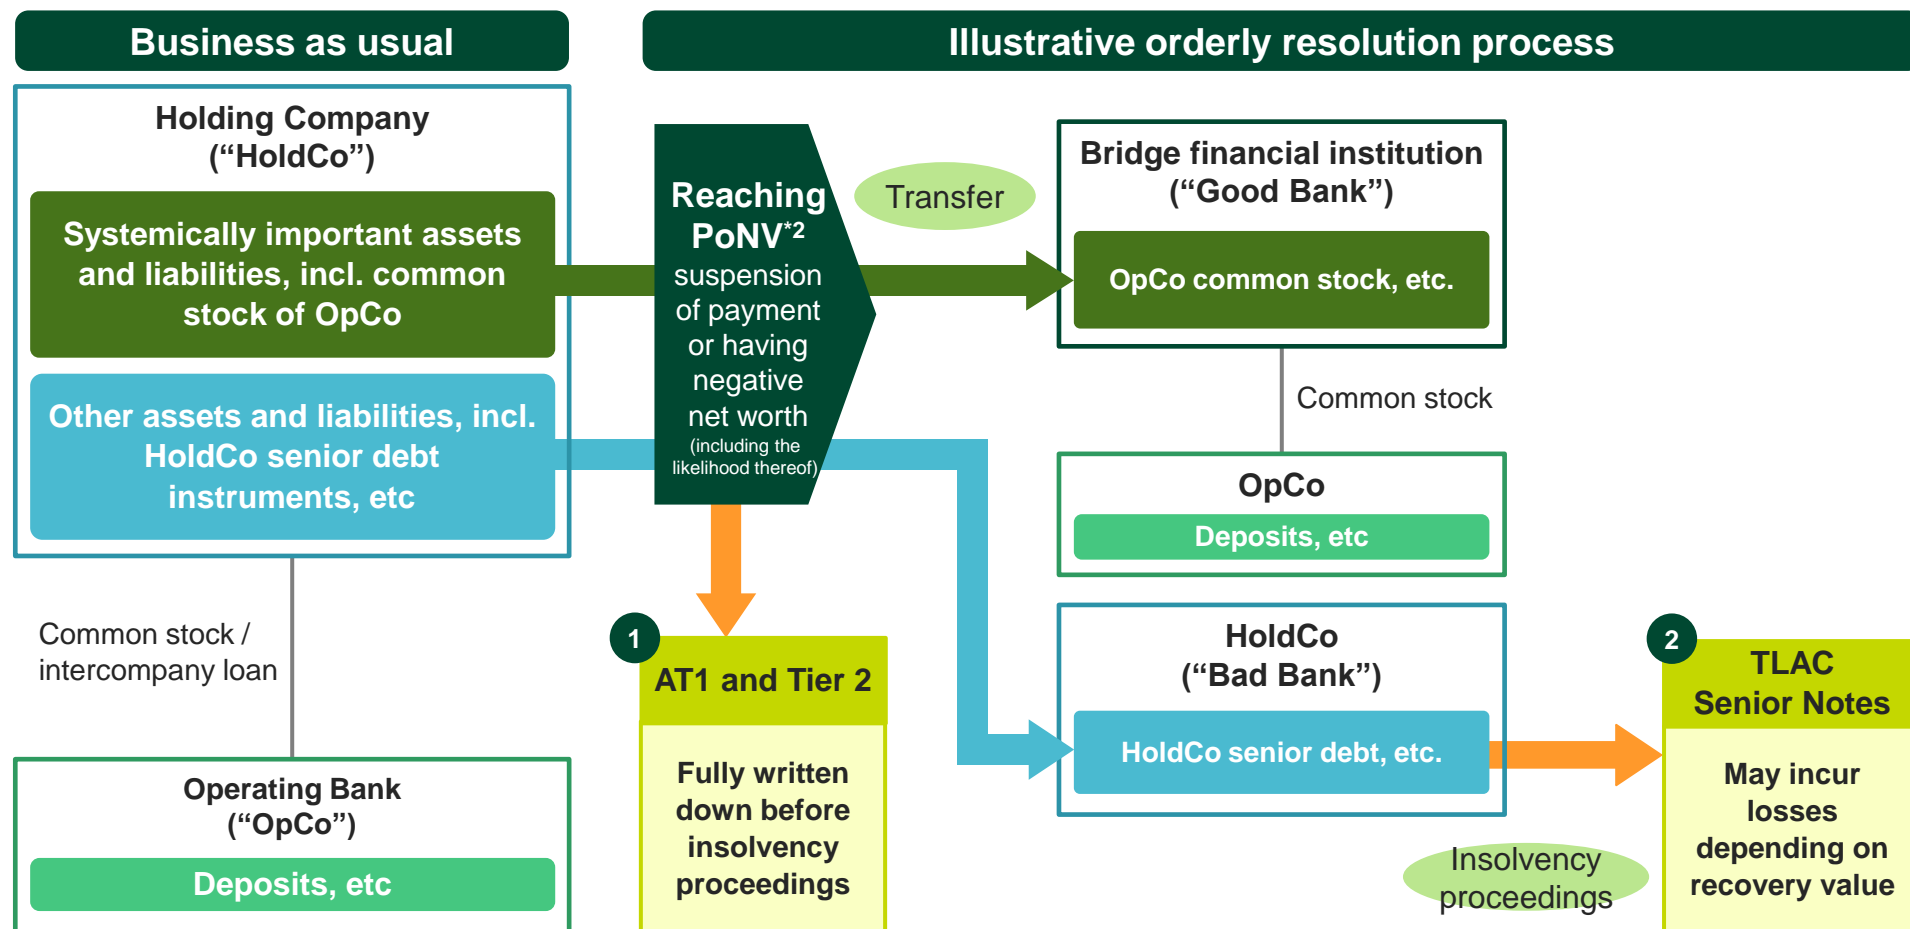 Business as usual
Illustrative orderly resolution process
Holding Company
(“HoldCo”)
Systemically important assets
and liabilities, incl. common
stock of OpCo
Other assets and liabilities, incl.
HoldCo senior debt
instruments, etc
Common stock /
intercompany loan
Operating Bank
(“OpCo”)
Deposits, etc
Reaching
PoNV*2
suspension
of payment
or having
negative
net worth
(including the
likelihood thereof)
Transfer
1
AT1 and Tier 2
Fully written
down before
insolvency
proceedings
Bridge financial institution
(“Good Bank”)
OpCo common stock, etc.
Common stock
OpCo
Deposits, etc
HoldCo
(“Bad Bank”)
HoldCo senior debt, etc.
Insolvency
proceedings
2
TLAC
Senior Notes
May incur
losses
depending on
recovery value